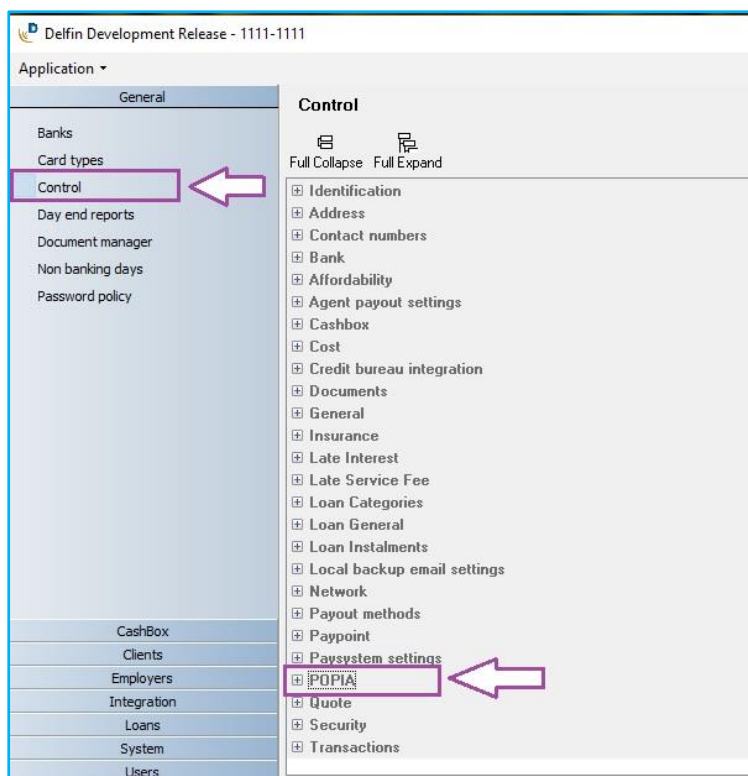 Delfin Development Release - 1111-1111
Application
General
Banks
Card types
Control
Day end reports
Document manager
Non banking days
Password policy
CashBox
Clients
Employers
Integration
Loans
System
Users
Control
Full Collapse Full Expand
Identification
Address
Contact numbers
Bank
Affordability
Agent payout settings
Cashbox
Cost
Credit bureau integration
Documents
General
Insurance
Late Interest
Late Service Fee
Loan Categories
Loan General
Loan Instalments
Local backup email settings
Network
Payout methods
Paypoint
Paysystem settings
POPIA
Quote
Security
Transactions